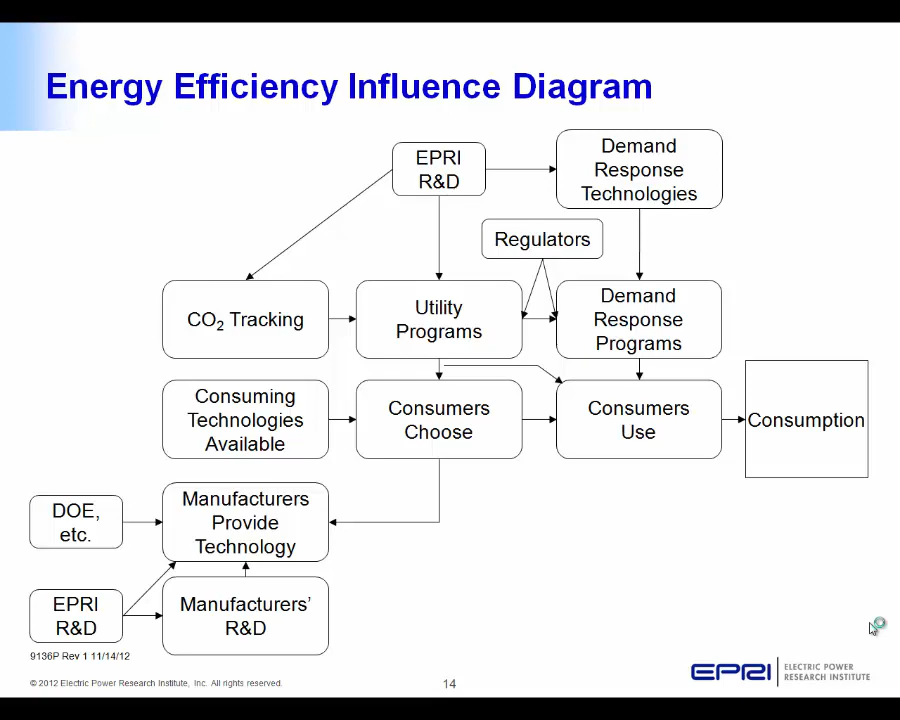 Energy Efficiency Influence Diagram
EPRI
R&D
Demand
Response
Technologies
Regulators
CO₂ Tracking
Utility
Programs
Demand
Response
Programs
Consuming
Technologies
Available
Consumers
Choose
Consumers
Use
Consumption
DOE,
etc.
Manufacturers
Provide
Technology
EPRI
R&D
Manufacturers’
R&D
9136P Rev 1 11/14/12
© 2012 Electric Power Research Institute, Inc. All rights reserved.
14
EPRI
ELECTRIC POWER
RESEARCH INSTITUTE